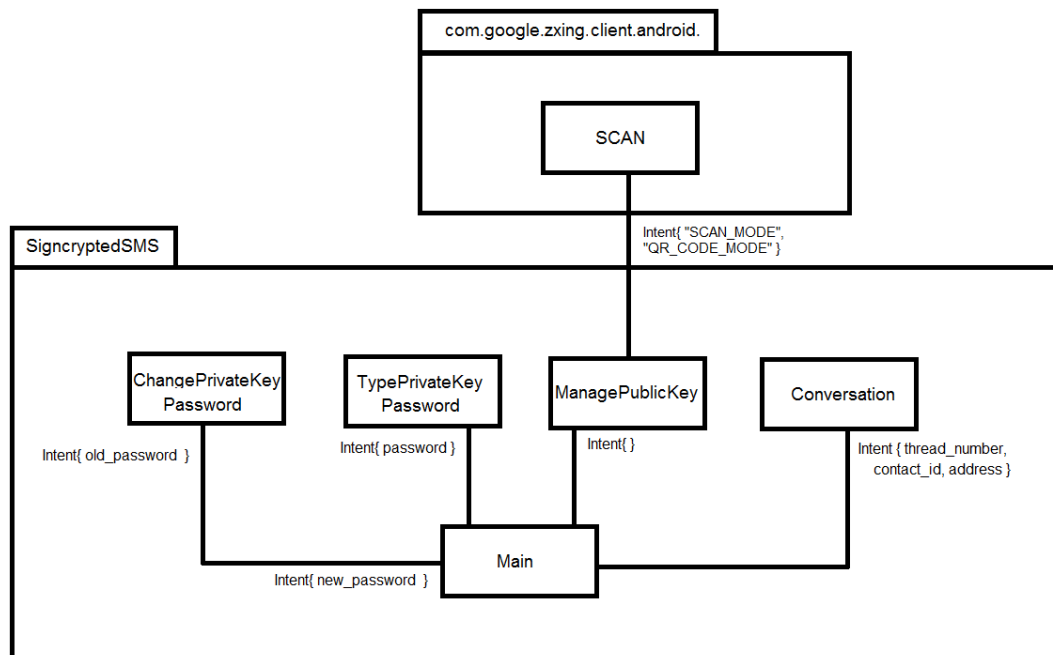 com.google.zxing.client.android.
SCAN
Intent{ "SCAN_MODE",
"QR_CODE_MODE" }
SigncryptedSMS
ChangePrivateKey
Password
TypePrivateKey
Password
ManagePublicKey
Conversation
Intent{ old_password }
Intent{ password }
Intent{ }
Intent { thread_number,
contact_id, address }
Main
Intent{ new_password }